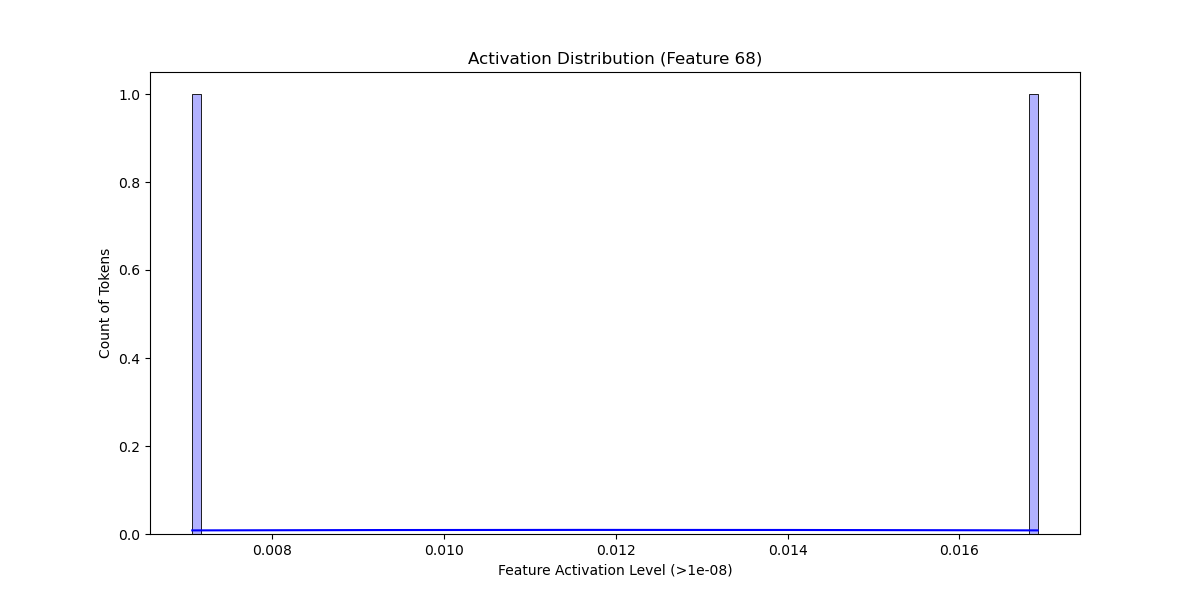 Activation Distribution (Feature 68)
1.0
0.8
0.6
0.4
0.2
0.0
Count of Tokens
0.008 0.010 0.012 0.014 0.016
Feature Activation Level (>1e-08)